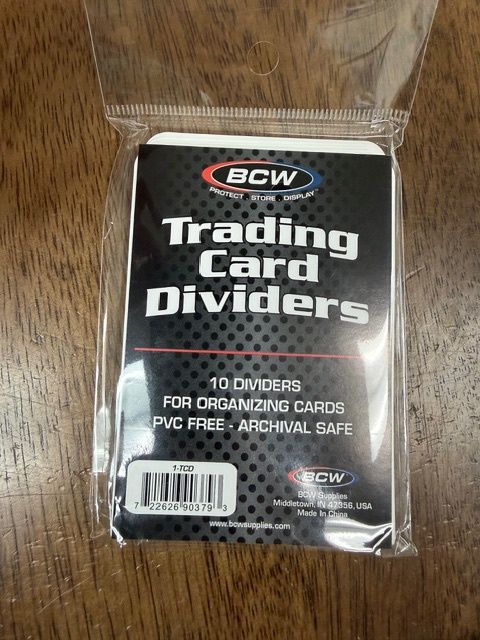 BCW
PROTECT . STORE . DISPLAY™
Trading
Card
Dividers
10 DIVIDERS
FOR ORGANIZING CARDS
PVC FREE - ARCHIVAL SAFE
1-TCD
7 22626 90379 3
BCW
BCW Supplies
Middletown, IN 47356, USA
Made in China
www.bcwsupplies.com